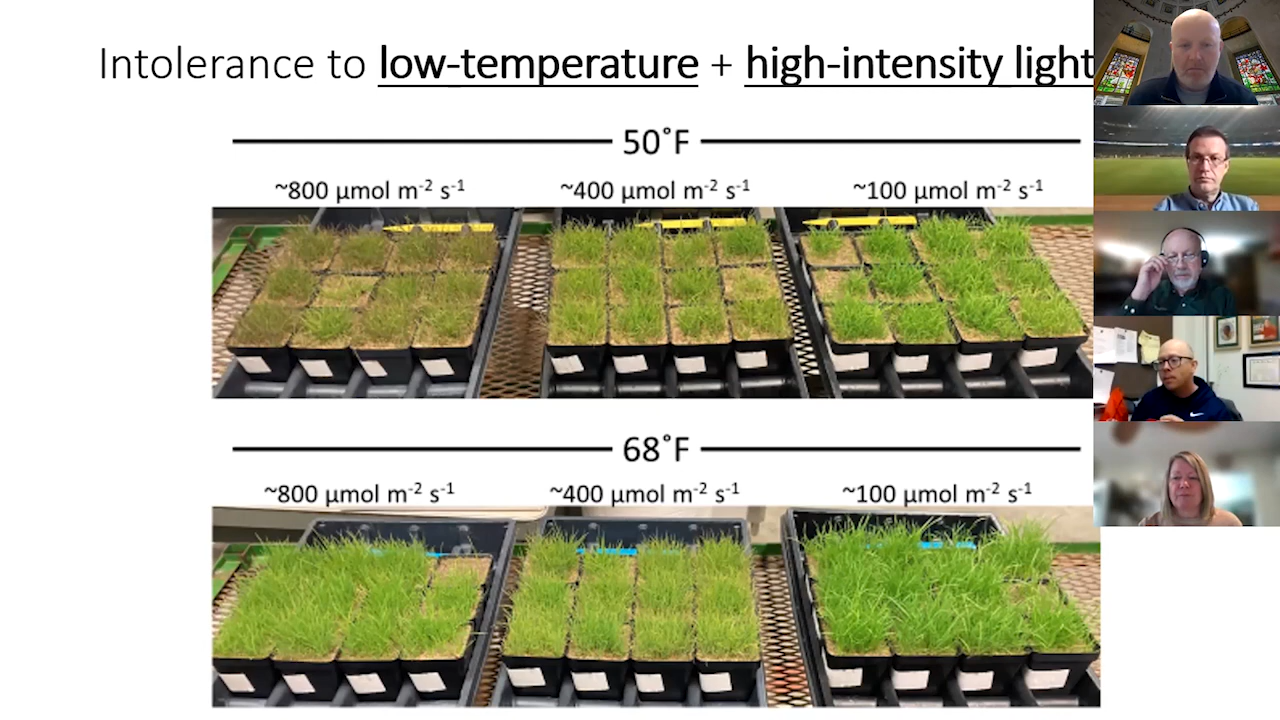 Intolerance to low-temperature + high-intensity light
50˚F
~800 µmol m⁻² s⁻¹ ~400 µmol m⁻² s⁻¹ ~100 µmol m⁻² s⁻¹
68˚F
~800 µmol m⁻² s⁻¹ ~400 µmol m⁻² s⁻¹ ~100 µmol m⁻² s⁻¹